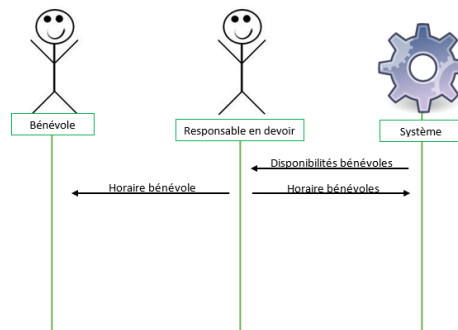 Bénévole
Responsable en devoir
Système
Disponibilités bénévoles
Horaire bénévole
Horaire bénévoles